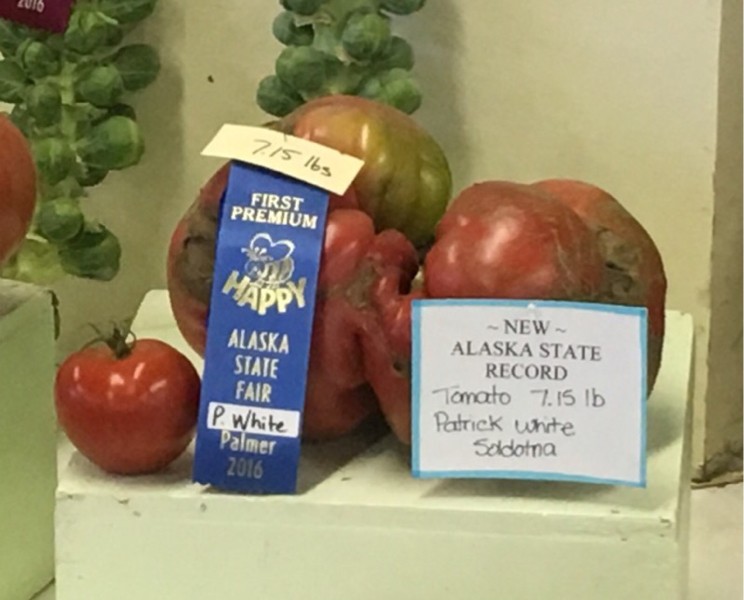 2016
7.15 lbs
FIRST
PREMIUM
HAPPY
ALASKA
STATE
FAIR
P. White
Palmer
2016
~ NEW ~
ALASKA STATE
RECORD
Tomato 7.15 lb
Patrick White
Soldotna